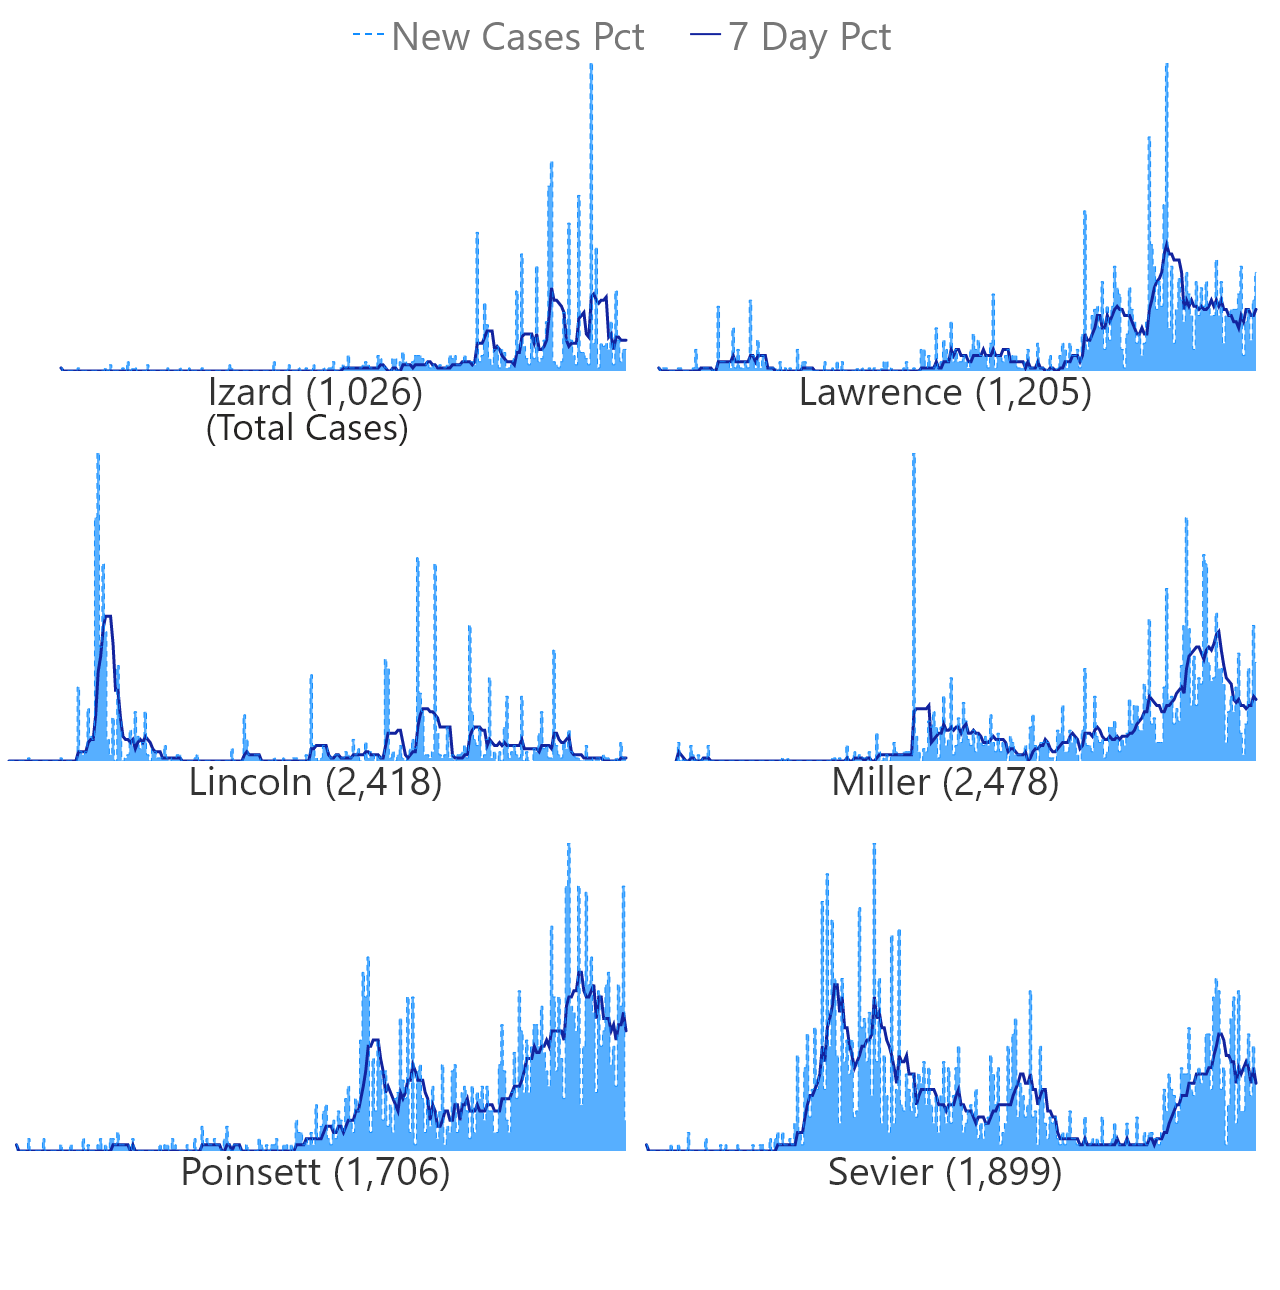 New Cases Pct 7 Day Pct
Izard (1,026)
(Total Cases)
Lawrence (1,205)
Lincoln (2,418)
Miller (2,478)
Poinsett (1,706)
Sevier (1,899)